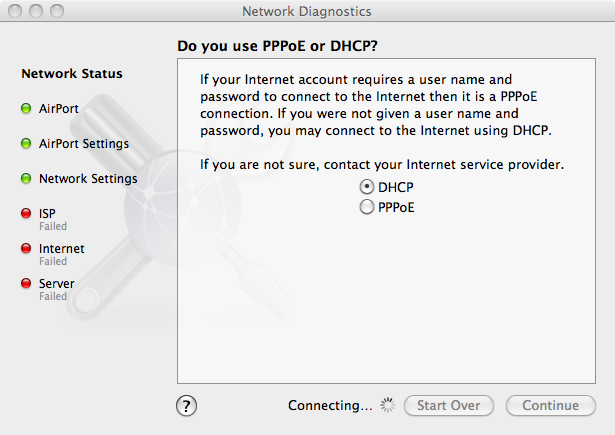 Network Diagnostics
Do you use PPPoE or DHCP?
Network Status
AirPort
AirPort Settings
Network Settings
ISP
Failed
Internet
Failed
Server
Failed
If your Internet account requires a user name and
password to connect to the Internet then it is a PPPoE
connection. If you were not given a user name and
password, you may connect to the Internet using DHCP.
If you are not sure, contact your Internet service provider.
DHCP
PPPoE
?
Connecting...
Start Over
Continue